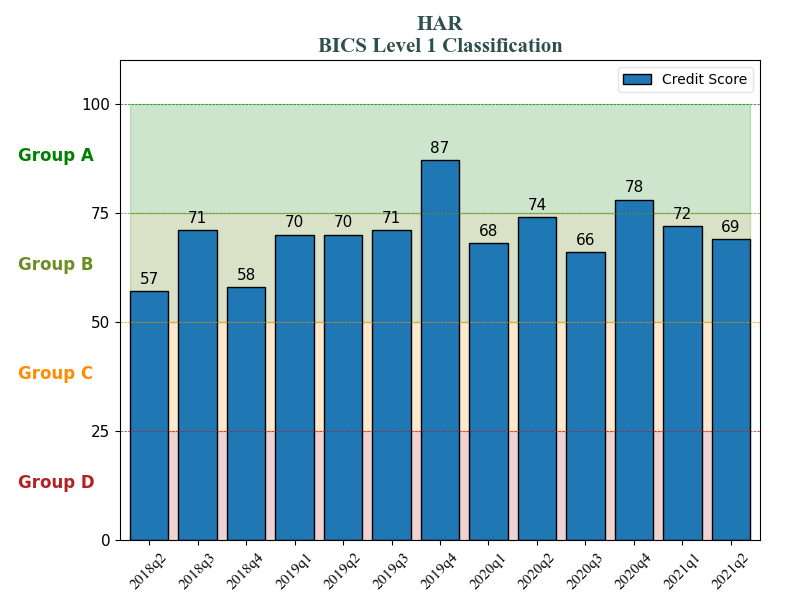 HAR
BICS Level 1 Classification
Credit Score
100
75
50
25
0
Group A
Group B
Group C
Group D
57
71
58
70
70
71
87
68
74
66
78
72
69
2018q2
2018q3
2018q4
2019q1
2019q2
2019q3
2019q4
2020q1
2020q2
2020q3
2020q4
2021q1
2021q2